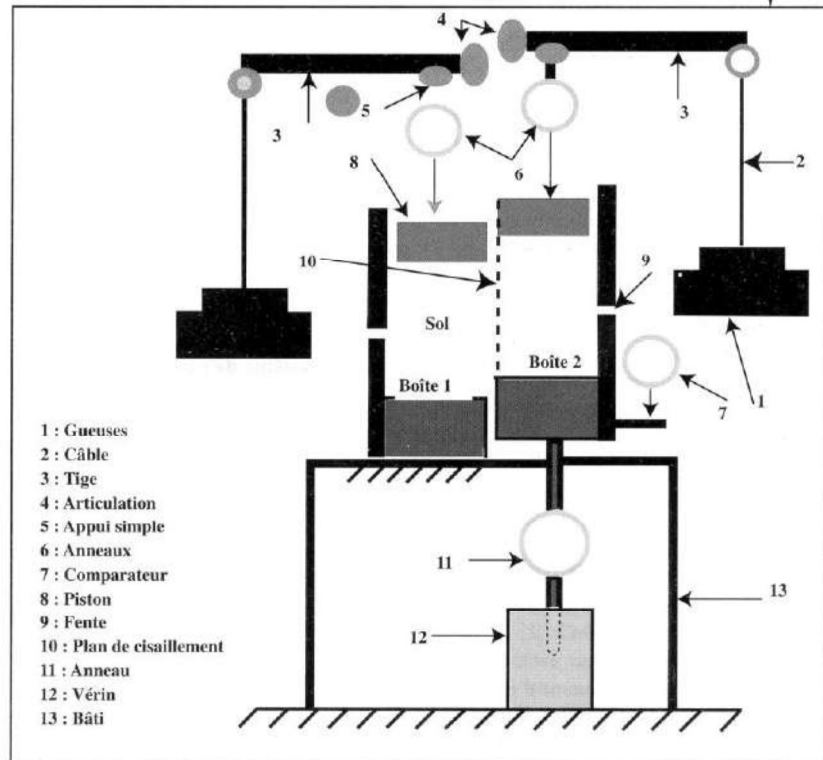 4
5
3
3
6
8
2
10
9
Sol
Boîte 2
Boîte 1
7
1
1 : Gueuses
2 : Câble
3 : Tige
4 : Articulation
5 : Appui simple
6 : Anneaux
7 : Comparateur
8 : Piston
9 : Fente
10 : Plan de cisaillement
11 : Anneau
12 : Vérin
13 : Bâti
11
13
12